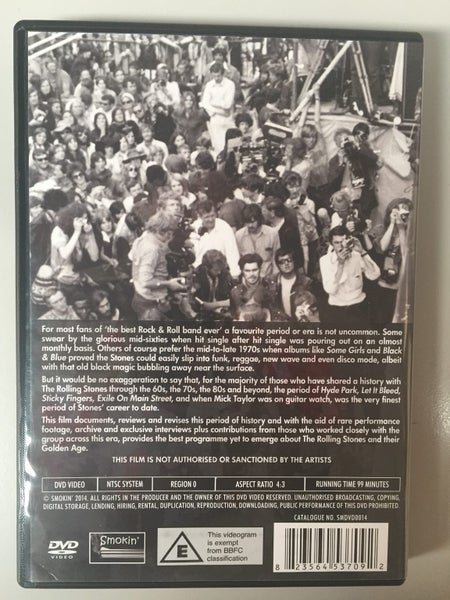 For most fans of 'the best Rock & Roll band ever' a favourite period or era is not uncommon. Some
swear by the glorious mid-sixties when hit single after hit single was pouring out on an almost
monthly basis. Others of course prefer the mid-to-late 1970s when albums like Some Girls and Black
& Blue proved the Stones could easily slip into funk, reggae, new wave and even disco mode, albeit
with that old black magic bubbling away near the surface.
But it would be no exaggeration to say that, for the majority of those who have shared a history with
The Rolling Stones through the 60s, the 70s, the 80s and beyond, the period of Hyde Park, Let It Bleed,
Sticky Fingers, Exile On Main Street, and when Mick Taylor was on guitar watch, was the very finest
period of Stones' career to date.
This film documents, reviews and revises this period of history and with the aid of rare performance
footage, archive and exclusive interviews plus contributions from those who worked closely with the
group across this era, provides the best programme yet to emerge about The Rolling Stones and their
Golden Age.
THIS FILM IS NOT AUTHORISED OR SANCTIONED BY THE ARTISTS
DVD VIDEO NTSC SYSTEM REGION 0 ASPECT RATIO 4:3 RUNNING TIME 99 MINUTES
© SMOKIN' 2014. ALL RIGHTS IN THE PRODUCER AND THE OWNER OF THIS DVD VIDEO RESERVED. UNAUTHORISED BROADCASTING, COPYING,
DIGITAL STORAGE, LENDING, HIRING, RENTAL, DUPLICATION, REPRODUCTION, DOWNLOADING, PUBLIC PERFORMANCE OF THIS DVD PROHIBITED.
CATALOGUE NO. SMDVD0014
DVD
VIDEO
Smokin'
E
This videogram
is exempt
from BBFC
classification
8 23564 53709 2